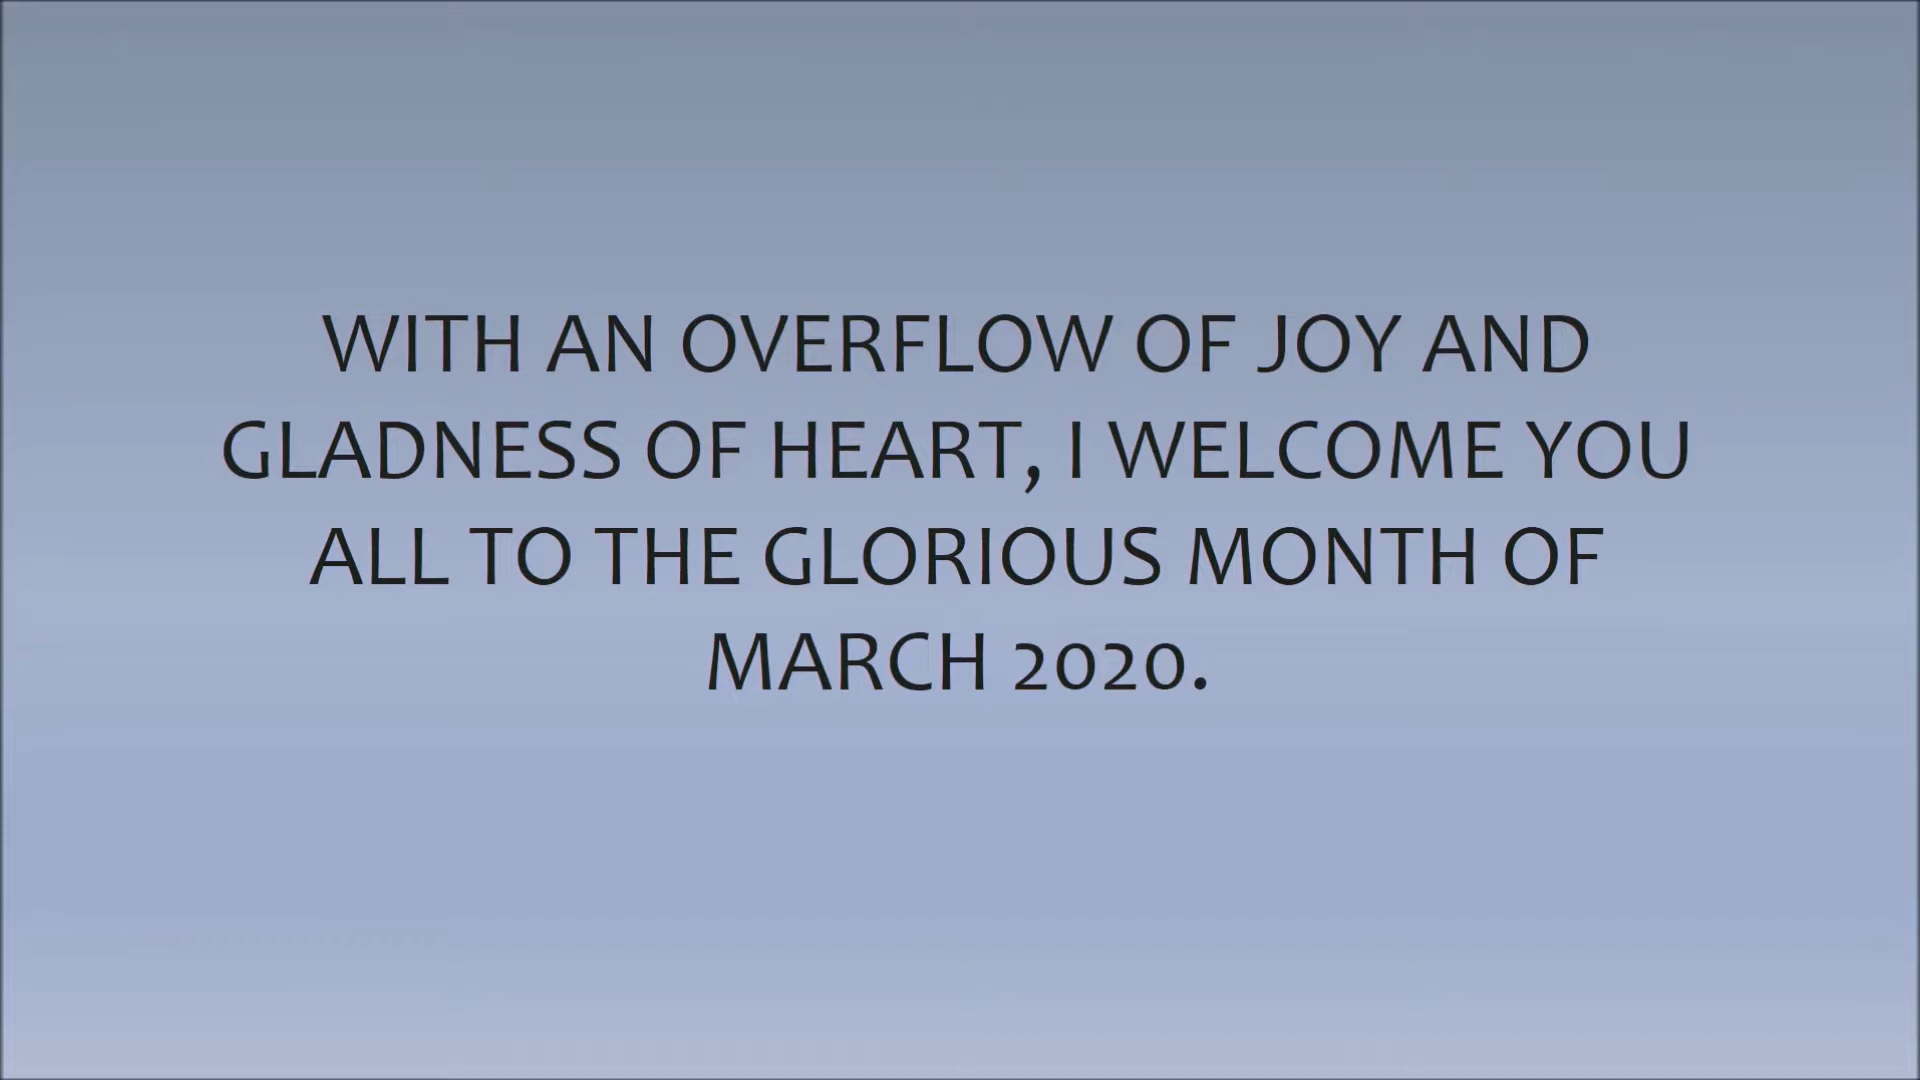 WITH AN OVERFLOW OF JOY AND
GLADNESS OF HEART, I WELCOME YOU
ALL TO THE GLORIOUS MONTH OF
MARCH 2020.